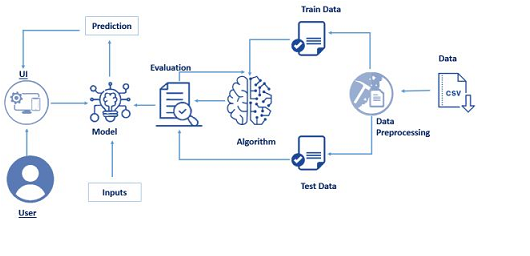 Train Data
Prediction
Data
UI
Evaluation
CSV
Model
Algorithm
Data
Preprocessing
Inputs
Test Data
User